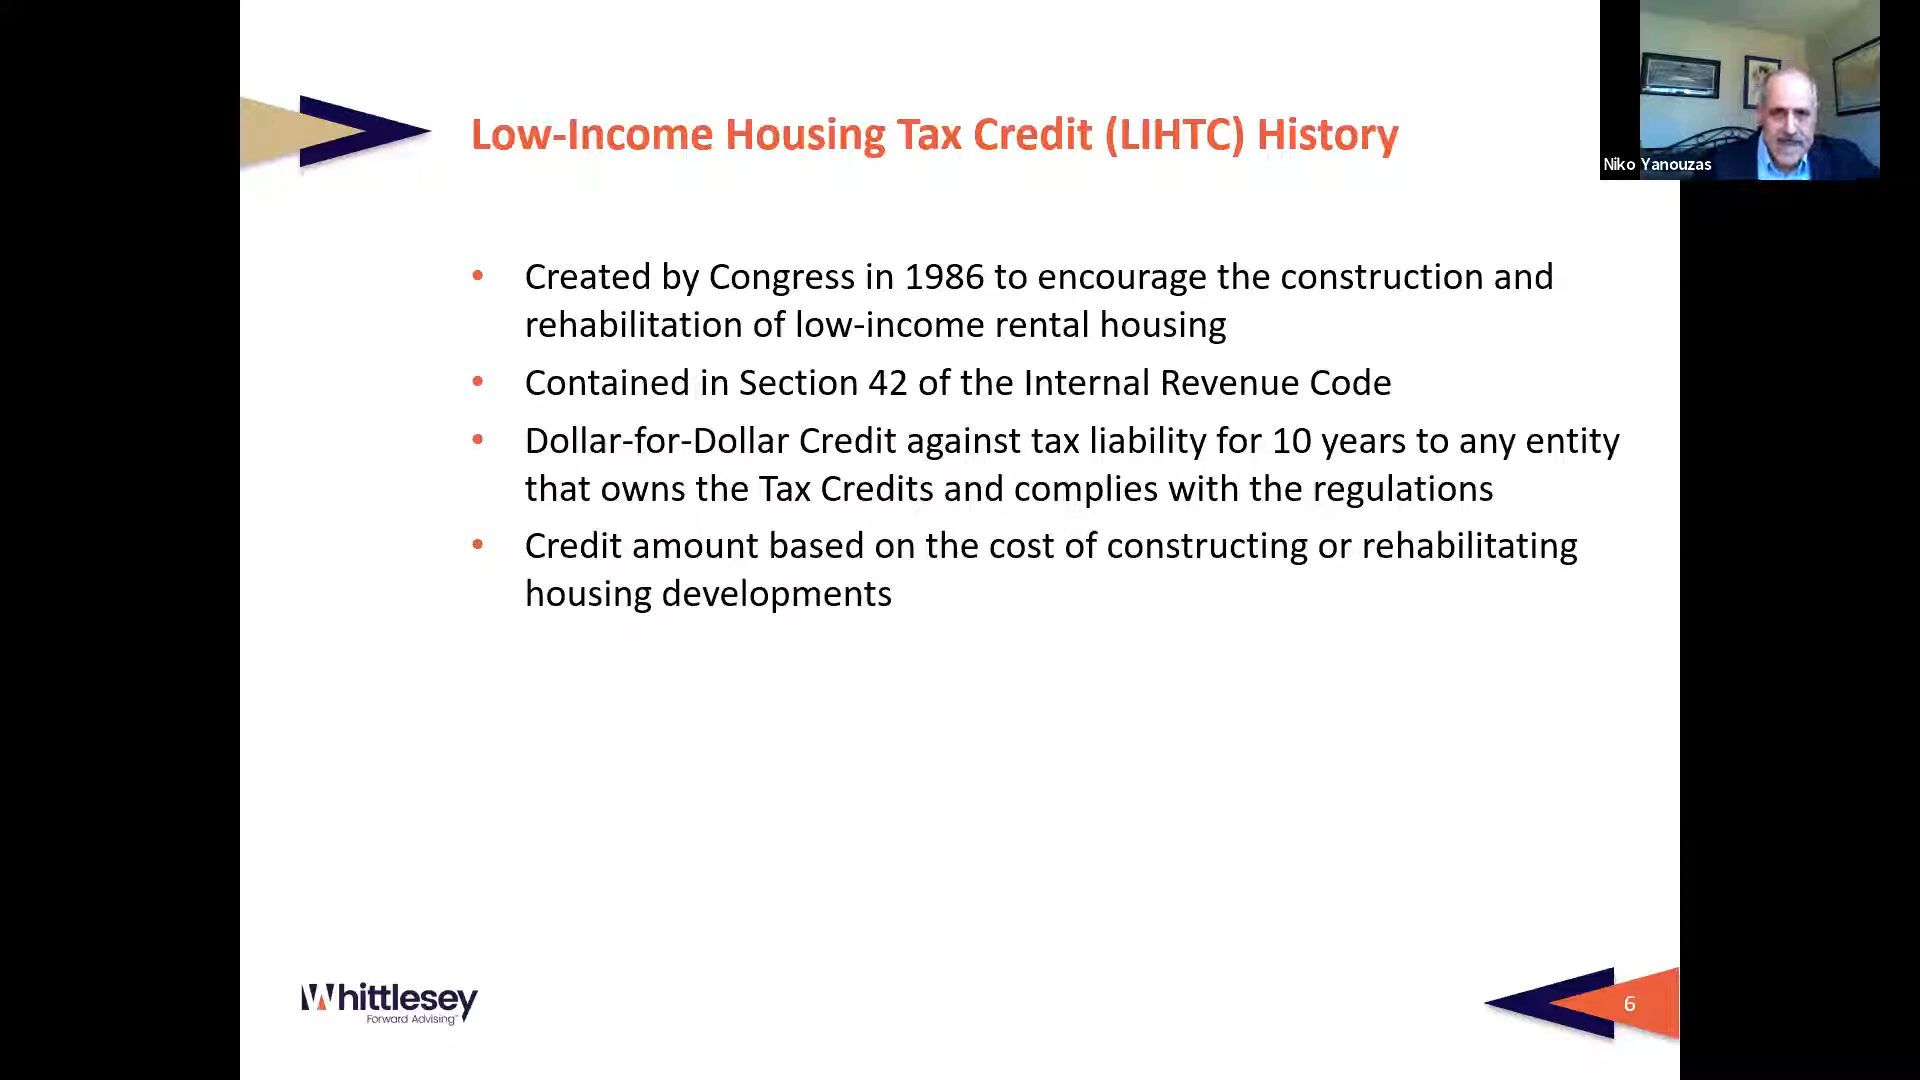 Low-Income Housing Tax Credit (LIHTC) History
Niko Yanouzas
• Created by Congress in 1986 to encourage the construction and
rehabilitation of low-income rental housing
• Contained in Section 42 of the Internal Revenue Code
• Dollar-for-Dollar Credit against tax liability for 10 years to any entity
that owns the Tax Credits and complies with the regulations
• Credit amount based on the cost of constructing or rehabilitating
housing developments
Whittlesey
Forward Advising™
6